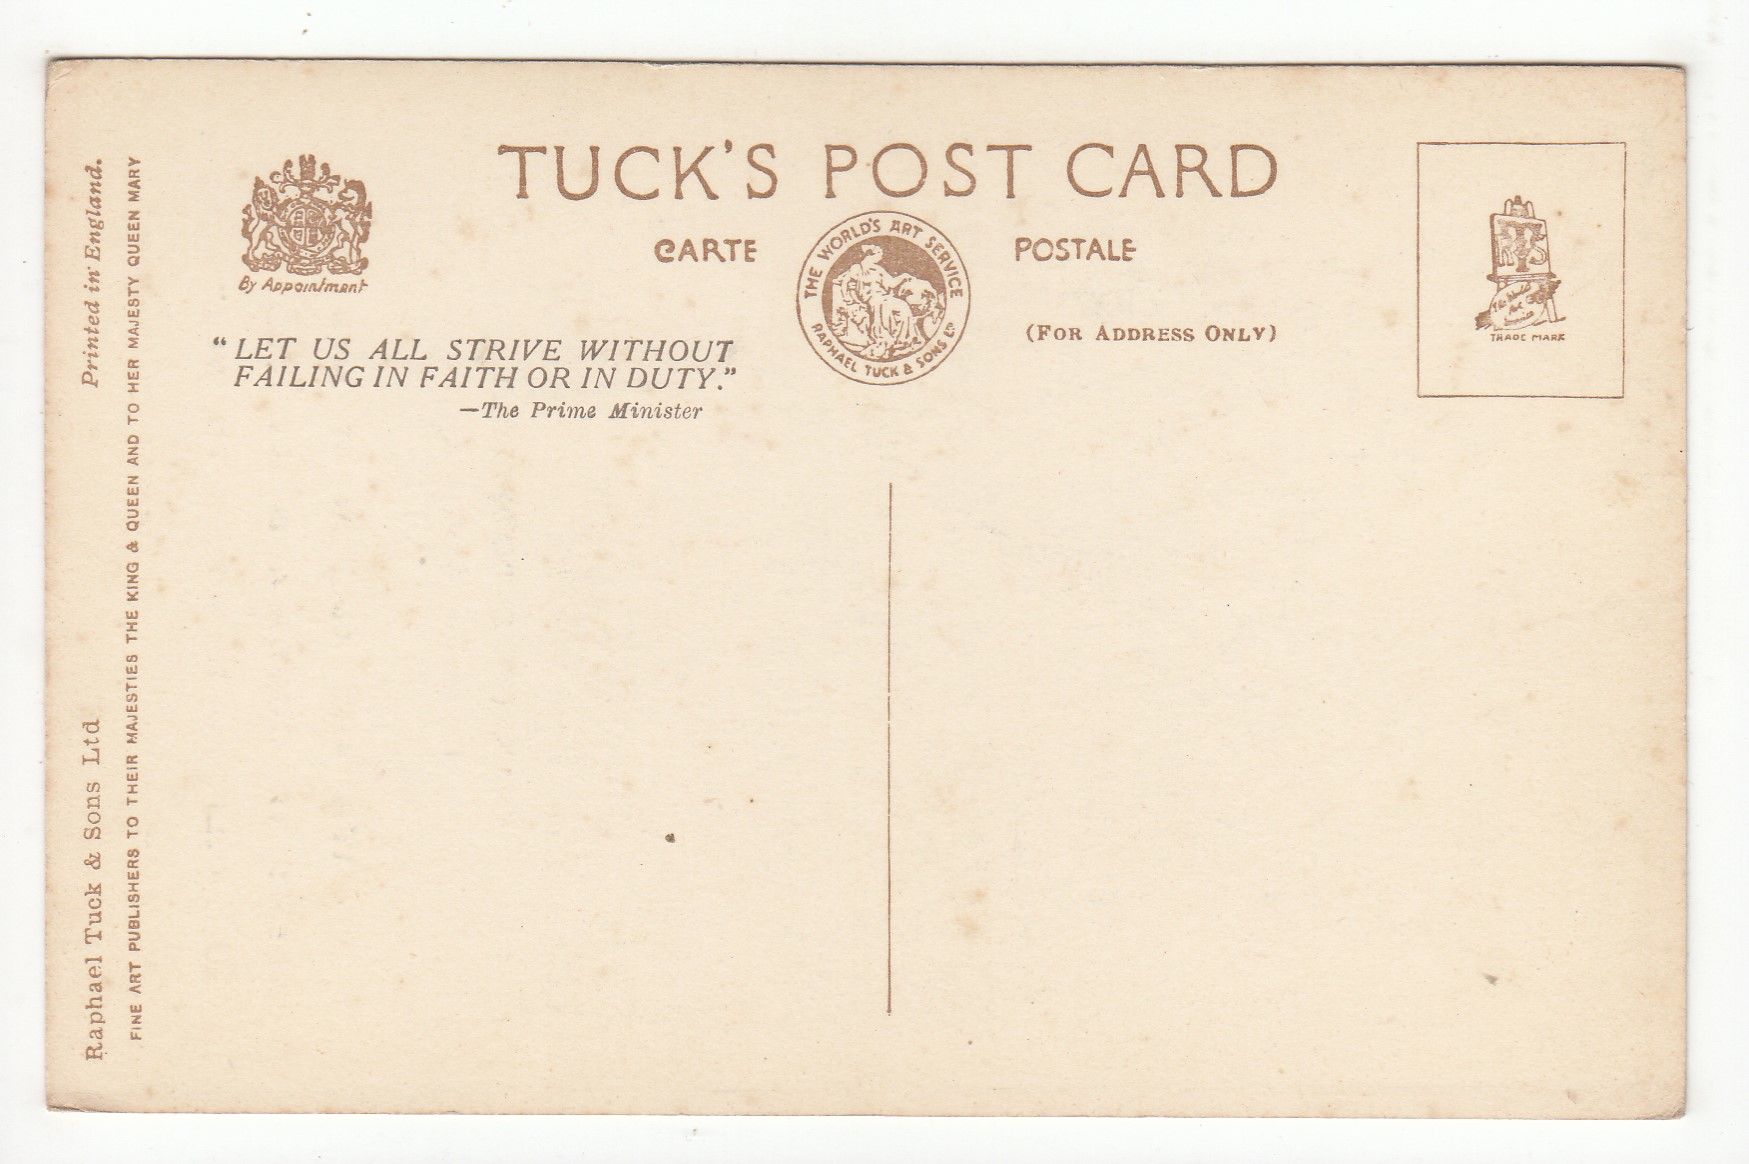 TUCK'S POST CARD
CARTE POSTALE
THE WORLD'S ART SERVICE
RAPHAEL TUCK & SONS LD
By Appointment
(FOR ADDRESS ONLY)
TRADE MARK
"LET US ALL STRIVE WITHOUT
FAILING IN FAITH OR IN DUTY."
—The Prime Minister
Raphael Tuck & Sons Ltd
Printed in England.
FINE ART PUBLISHERS TO THEIR MAJESTIES THE KING & QUEEN AND TO HER MAJESTY QUEEN MARY